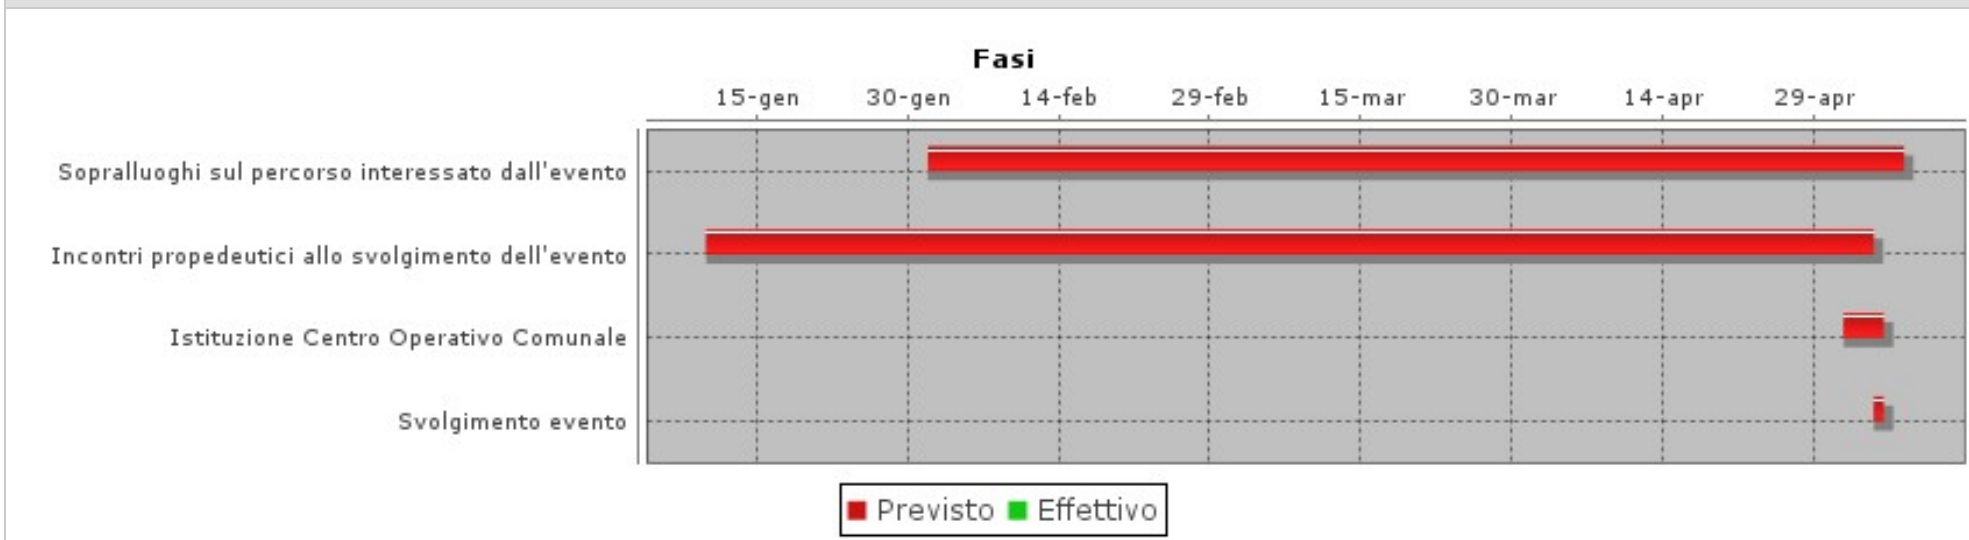 Fasi
15-gen 30-gen 14-feb 29-feb 15-mar 30-mar 14-apr 29-apr
Sopralluoghi sul percorso interessato dall'evento
Incontri propedeutici allo svolgimento dell'evento
Istituzione Centro Operativo Comunale
Svolgimento evento
Previsto Effettivo